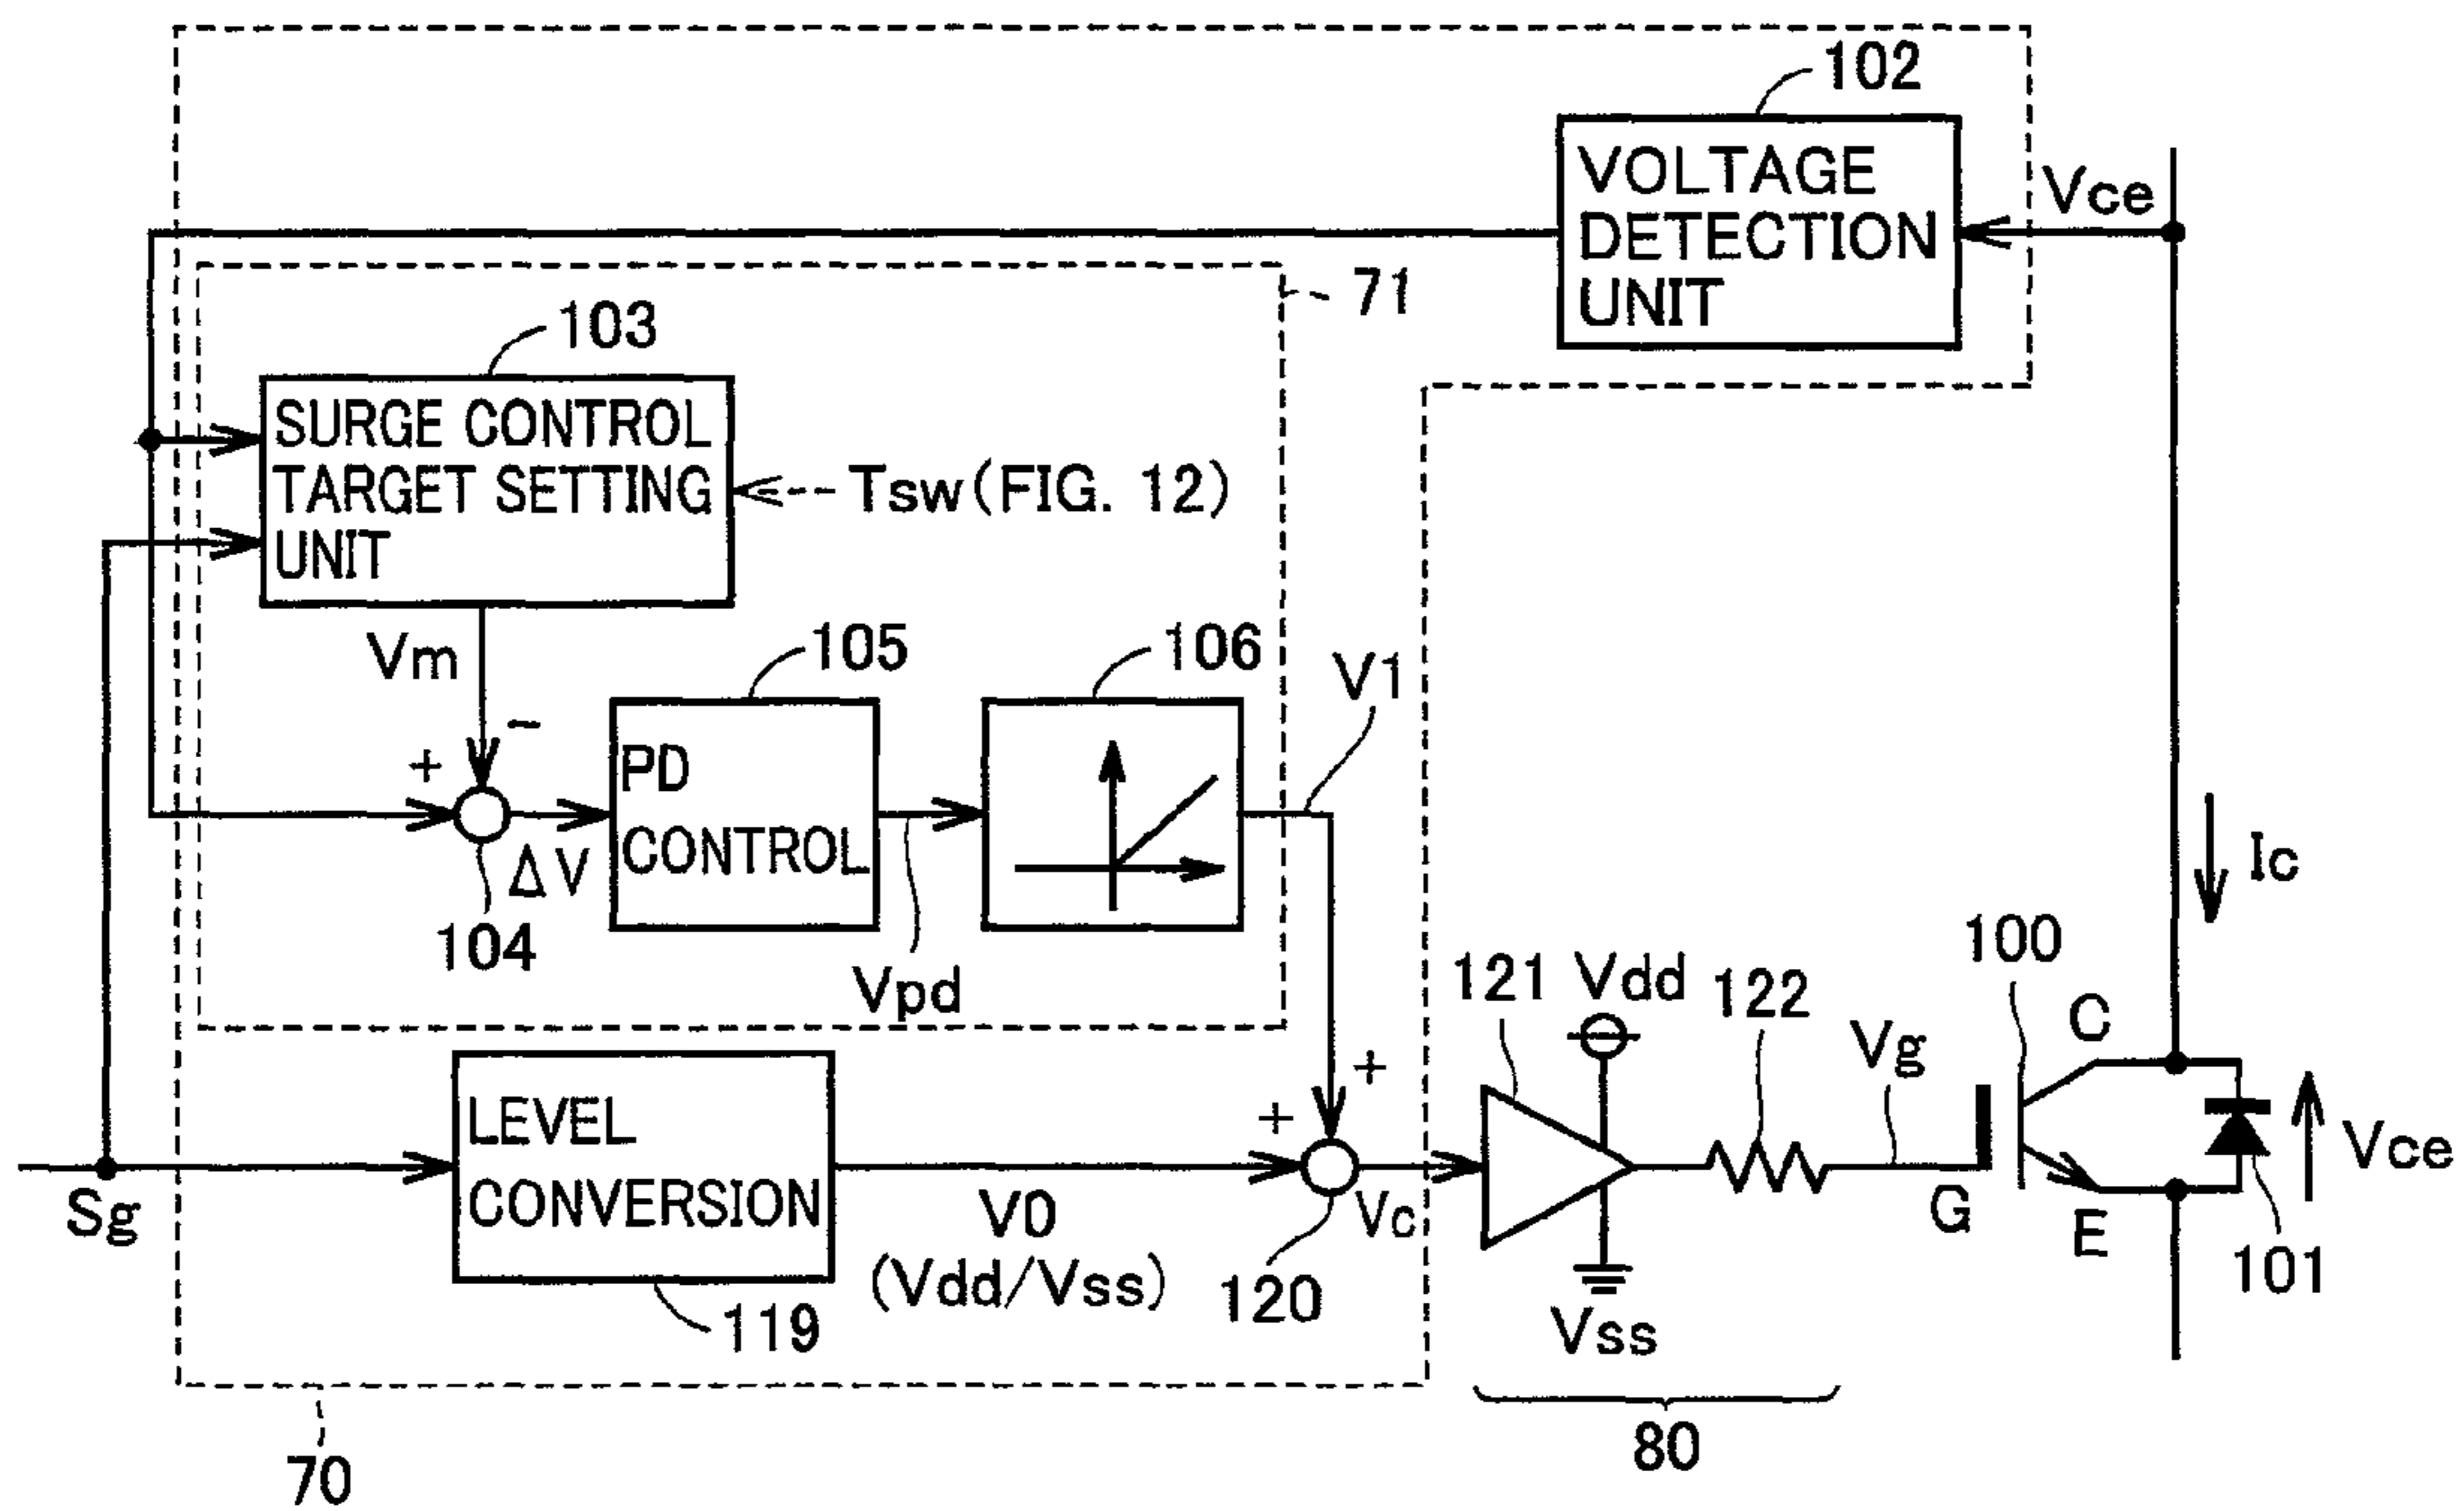 102
VOLTAGE
DETECTION
UNIT
Vce
71
103
SURGE CONTROL
TARGET SETTING
UNIT
Tsw(FIG. 12)
Vm
-
+
104
ΔV
105
PD
CONTROL
Vpd
106
V1
Ic
Sg
LEVEL
CONVERSION
119
V0
(Vdd/Vss)
+
+
120
Vc
121
Vdd
Vss
122
Vg
100
C
G
E
101
Vce
70
80